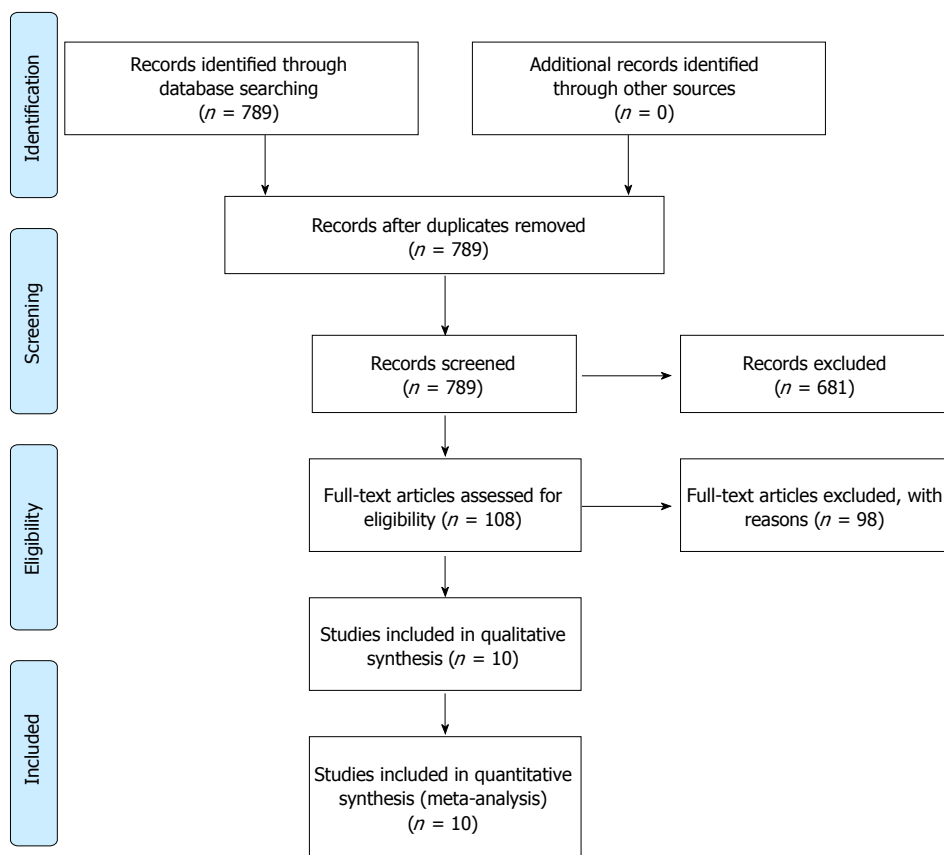 Identification
Records identified through
database searching
(n = 789)
Additional records identified
through other sources
(n = 0)
Records after duplicates removed
(n = 789)
Screening
Records screened
(n = 789)
Records excluded
(n = 681)
Eligibility
Full-text articles assessed for
eligibility (n = 108)
Full-text articles excluded, with
reasons (n = 98)
Studies included in qualitative
synthesis (n = 10)
Included
Studies included in quantitative
synthesis (meta-analysis)
(n = 10)